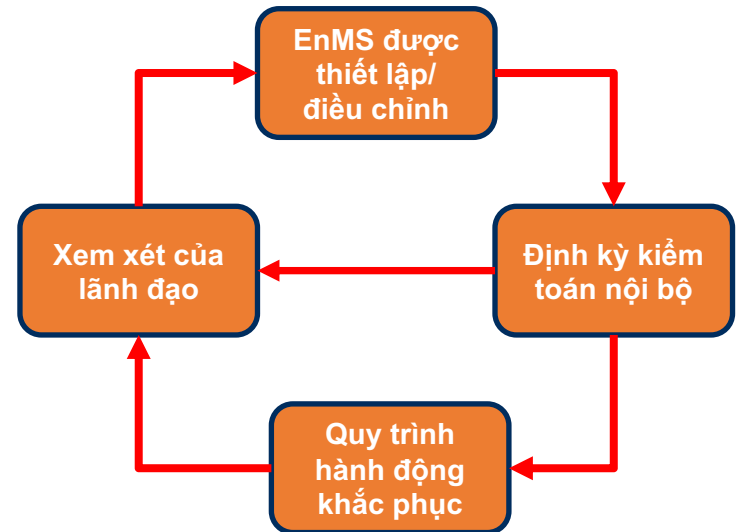 EnMS được
thiết lập/
điều chỉnh
Xem xét của
lãnh đạo
Định kỳ kiểm
toán nội bộ
Quy trình
hành động
khắc phục